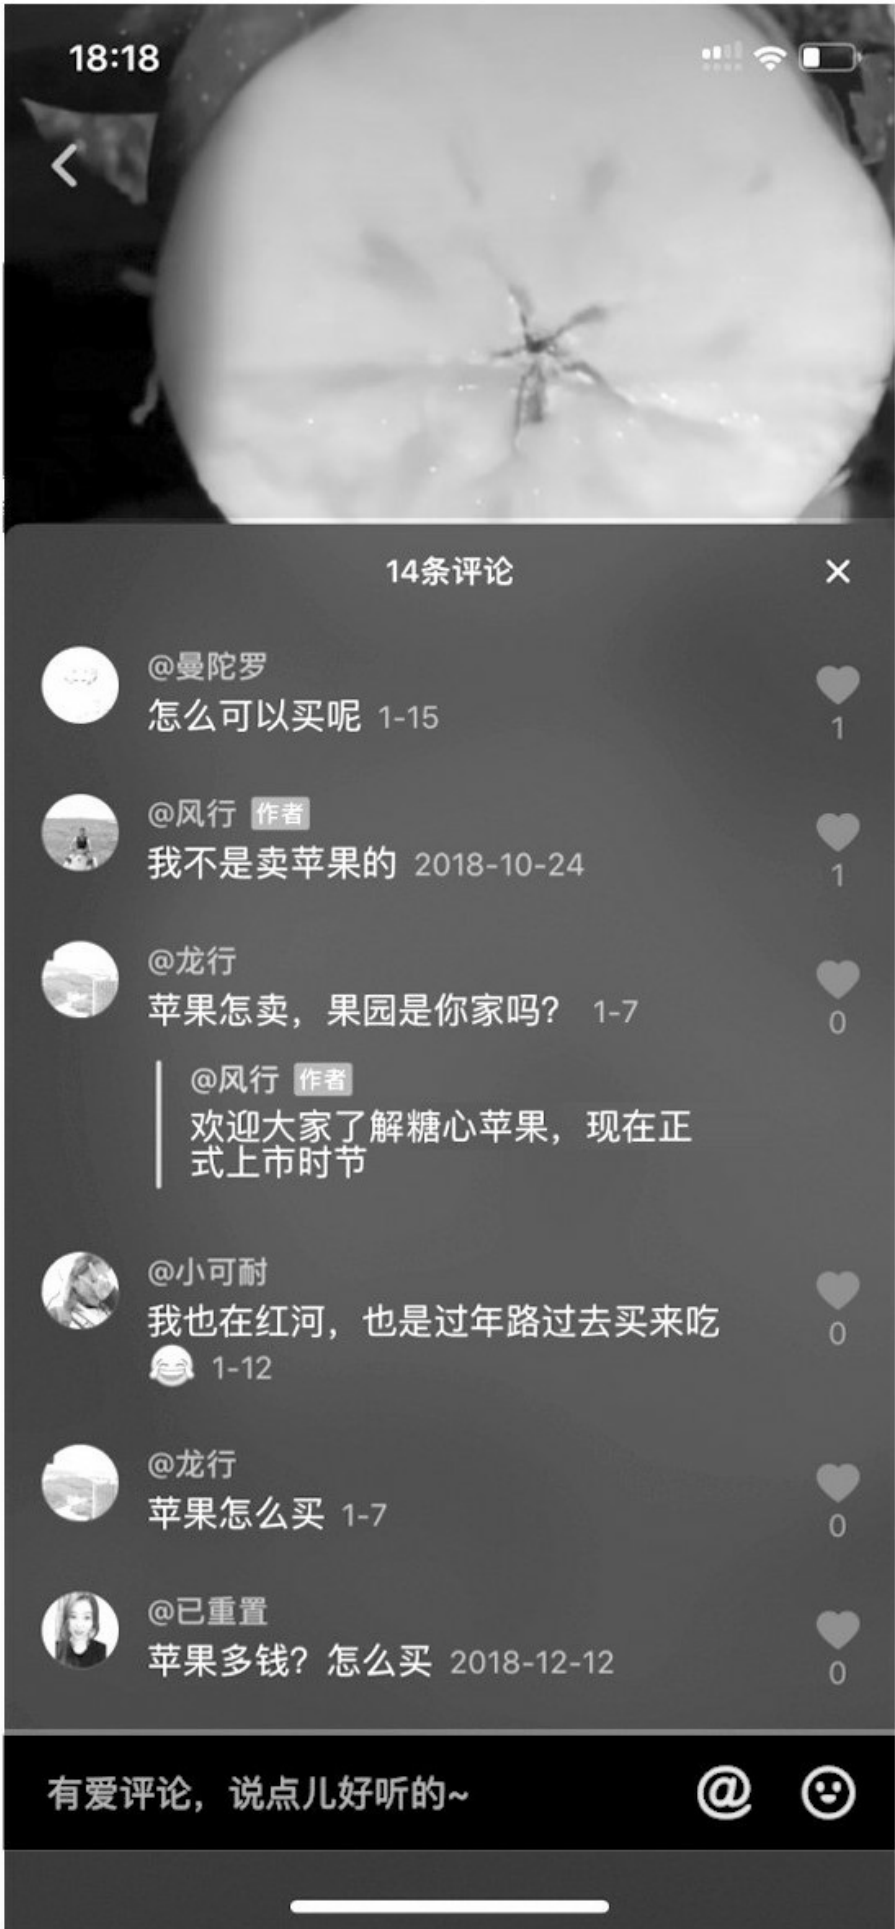 18:18
14条评论
@曼陀罗
怎么可以买呢 1-15
1
@风行 作者
我不是卖苹果的 2018-10-24
1
@龙行
苹果怎卖，果园是你家吗？ 1-7
0
@风行 作者
欢迎大家了解糖心苹果，现在正
式上市时节
@小可耐
我也在红河，也是过年路过去买来吃
😂 1-12
0
@龙行
苹果怎么买 1-7
0
@已重置
苹果多钱？怎么买 2018-12-12
0
有爱评论，说点儿好听的~ @